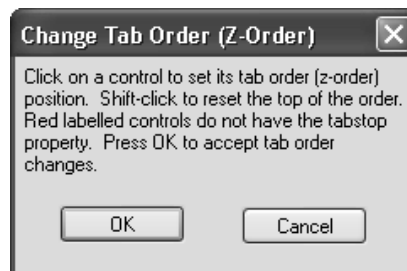 Change Tab Order (Z-Order)
Click on a control to set its tab order (z-order)
position. Shift-click to reset the top of the order.
Red labelled controls do not have the tabstop
property. Press OK to accept tab order
changes.
OK Cancel